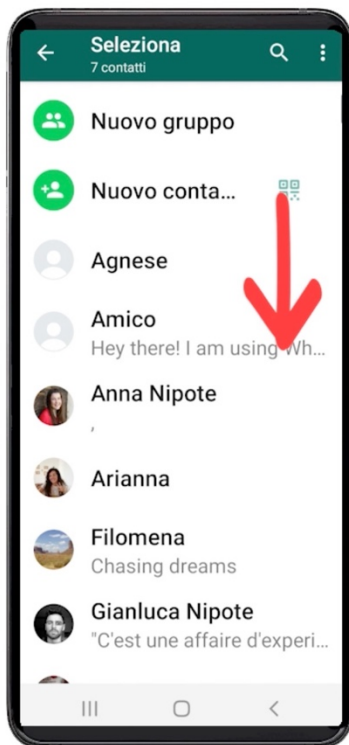 Seleziona
7 contatti
Nuovo gruppo
Nuovo conta...
Agnese
Amico
Hey there! I am using Wh...
Anna Nipote
,
Arianna
Filomena
Chasing dreams
Gianluca Nipote
"C'est une affaire d'experi...